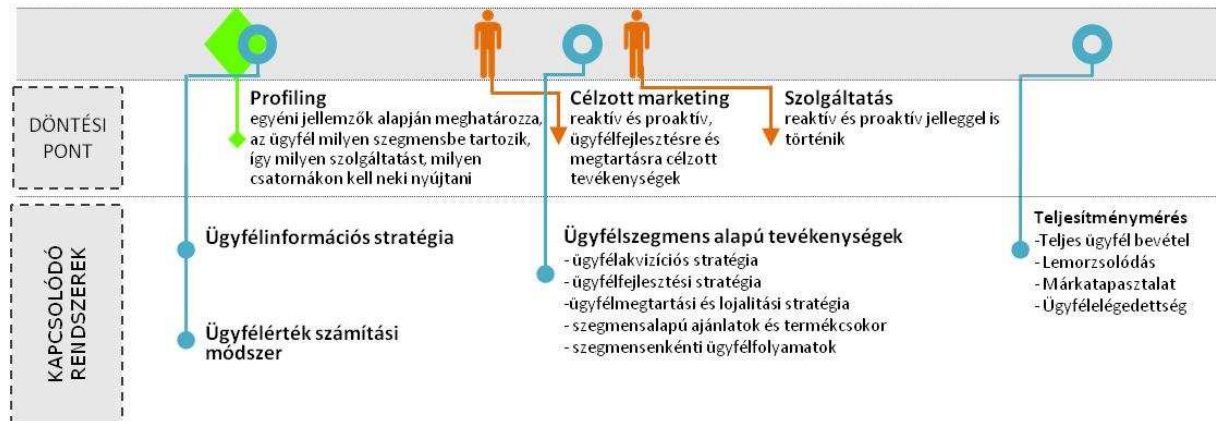 DÖNTÉSI
PONT
Profiling
egyéni jellemzők alapján meghatározza,
az ügyfél milyen szegmensbe tartozik,
így milyen szolgáltatást, milyen
csatornákon kell neki nyújtani
Célzott marketing
reaktív és proaktív,
ügyfélfejlesztésre és
megtartásra célzott
tevékenységek
Szolgáltatás
reaktív és proaktív jelleggel is
történik
KAPCSOLÓDÓ
RENDSZEREK
Ügyfélinformációs stratégia
Ügyfélérték számítási
módszer
Ügyfélszegmens alapú tevékenységek
- ügyfélakvizíciós stratégia
- ügyfélfejlesztési stratégia
-ügyfélmegtartási és lojalitási stratégia
- szegmensalapú ajánlatok és termékcsokor
- szegmensenkénti ügyfélfolyamatok
Teljesítménymérés
-Teljes ügyfél bevétel
- Lemorzsolódás
- Márkatapasztalat
- Ügyfélelégedettség